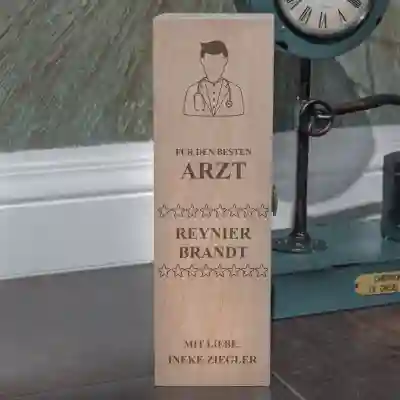 FÜR DEN BESTEN
ARZT
REYNIER
BRANDT
MIT LIEBE,
INEKE ZIEGLER